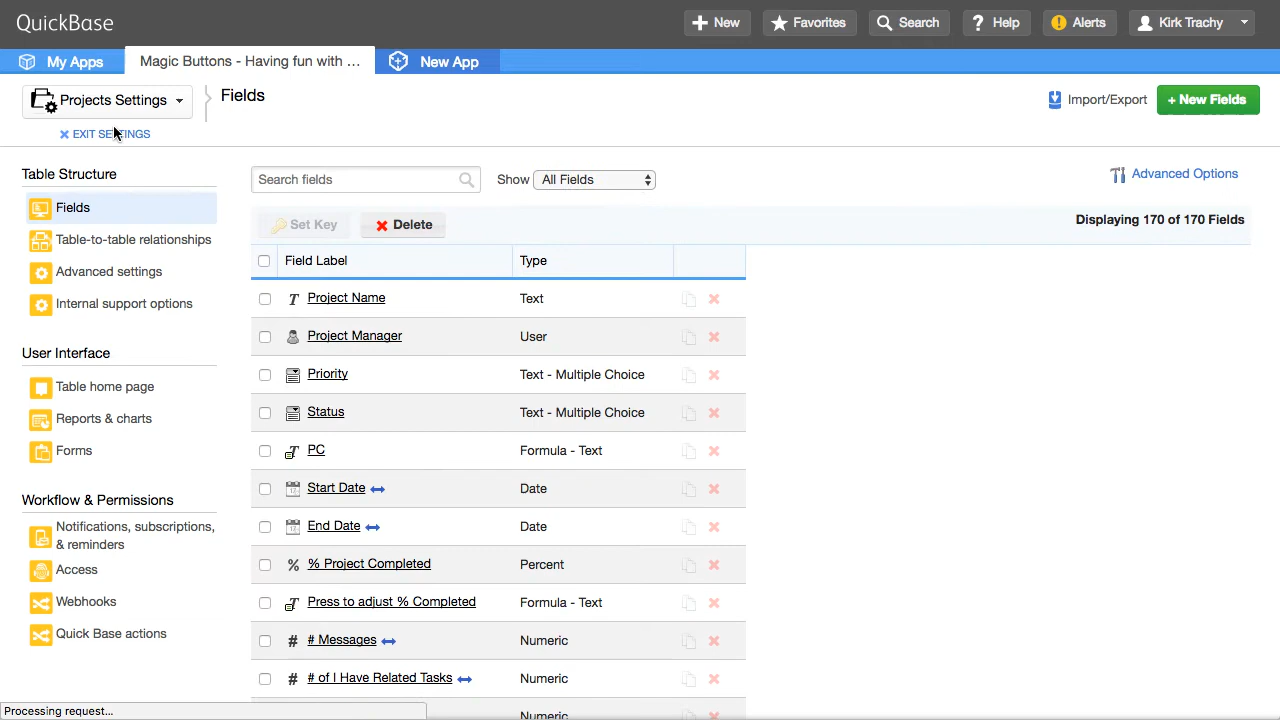 QuickBase
New
Favorites
Search
? Help
Alerts
Kirk Trachy
My Apps
Magic Buttons - Having fun with ...
New App
Projects Settings
Fields
Import/Export
+ New Fields
EXIT SETTINGS
Table Structure
Search fields
Show
All Fields
Advanced Options
Fields
Set Key
Delete
Displaying 170 of 170 Fields
Table-to-table relationships
Field Label
Type
Advanced settings
Project Name
Text
Internal support options
Project Manager
User
User Interface
Priority
Text - Multiple Choice
Table home page
Status
Text - Multiple Choice
Reports & charts
PC
Formula - Text
Forms
Start Date
Date
Workflow & Permissions
End Date
Date
Notifications, subscriptions,
& reminders
% Project Completed
Percent
Access
Press to adjust % Completed
Formula - Text
Webhooks
# Messages
Numeric
Quick Base actions
# of I Have Related Tasks
Numeric
Processing request...
Numeric